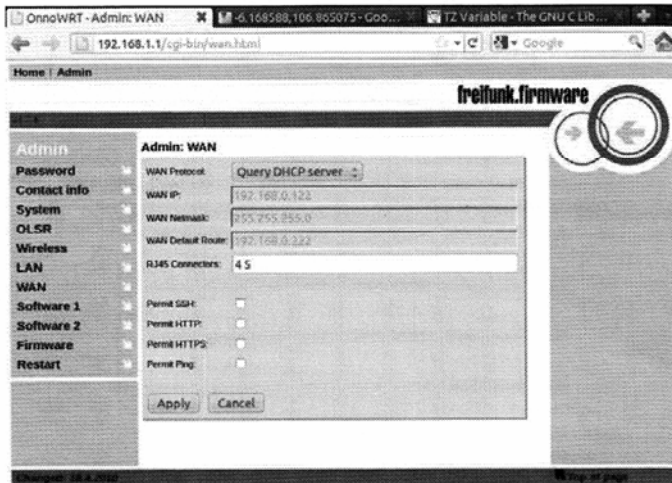 OnnoWRT - Admin: WAN
-6.168588,106.865075 - Goo...
TZ Variable - The GNU C Lib...
192.168.1.1/cgi-bin/wan.html
Google
Home | Admin
freifunk.firmware
Admin
Password
Contact info
System
OLSR
Wireless
LAN
WAN
Software 1
Software 2
Firmware
Restart
Admin: WAN
WAN Protocol: Query DHCP server
WAN IP: 192.168.0.122
WAN Netmask: 255.255.255.0
WAN Default Route: 192.168.0.222
RJ45 Connectors: 4 5
Permit SSH:
Permit HTTP:
Permit HTTPS:
Permit Ping:
Apply Cancel
Changed: 18.4.2010
Top of page